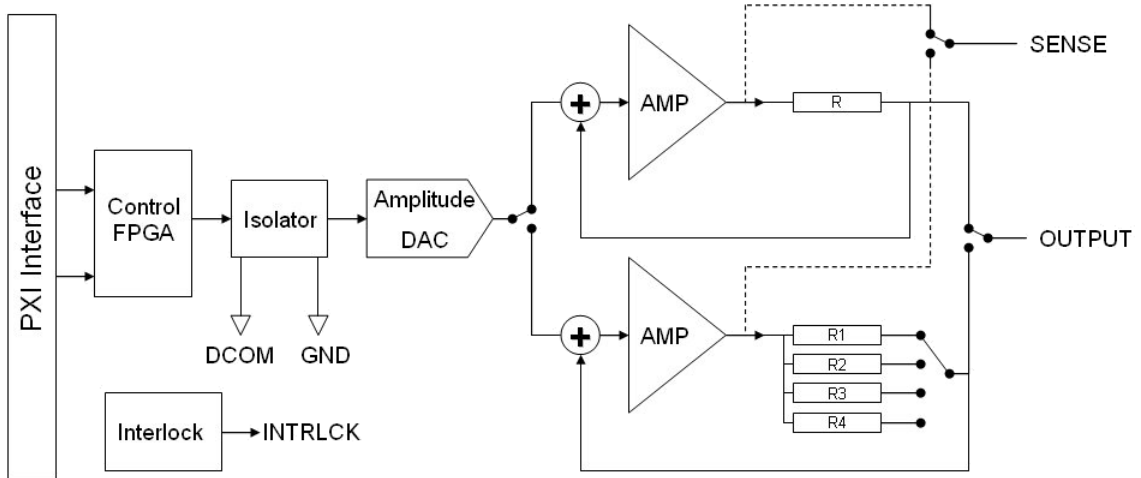 PXI Interface
Control
FPGA
Isolator
DCOM
GND
Amplitude
DAC
+
AMP
R
SENSE
OUTPUT
+
AMP
R1
R2
R3
R4
Interlock
INTRLCK